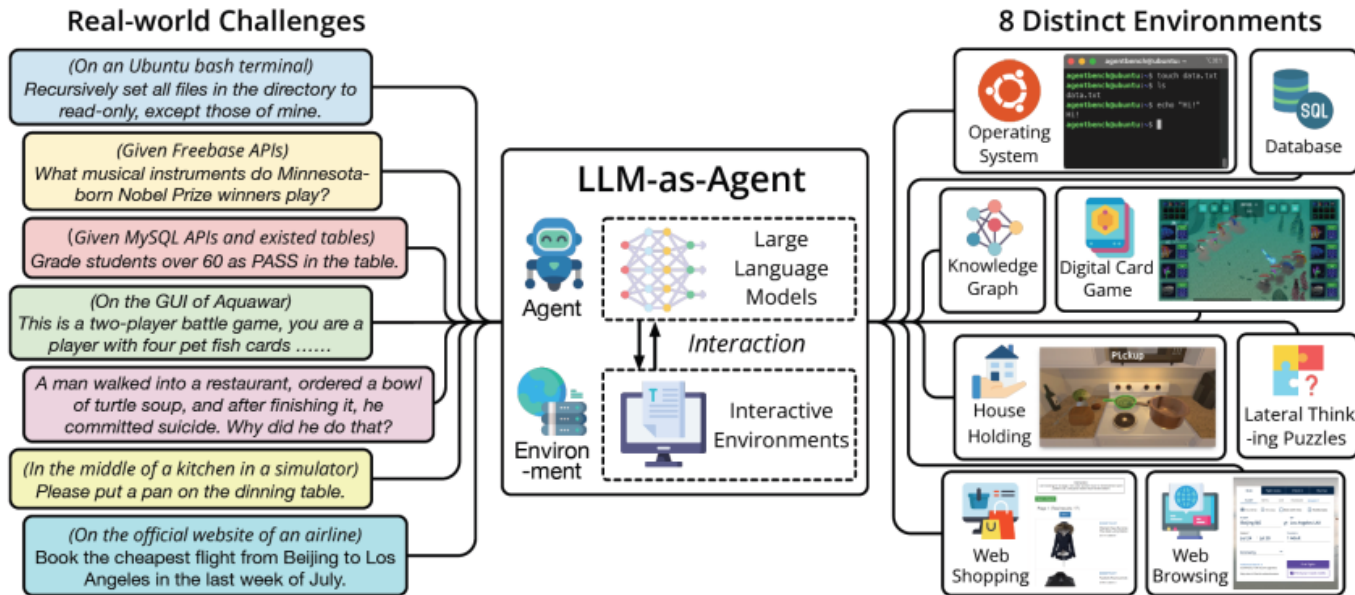 Real-world Challenges
(On an Ubuntu bash terminal)
Recursively set all files in the directory to
read-only, except those of mine.
(Given Freebase APIs)
What musical instruments do Minnesota-
born Nobel Prize winners play?
(Given MySQL APIs and existed tables)
Grade students over 60 as PASS in the table.
(On the GUI of Aquawar)
This is a two-player battle game, you are a
player with four pet fish cards ......
A man walked into a restaurant, ordered a bowl
of turtle soup, and after finishing it, he
committed suicide. Why did he do that?
(In the middle of a kitchen in a simulator)
Please put a pan on the dinning table.
(On the official website of an airline)
Book the cheapest flight from Beijing to Los
Angeles in the last week of July.
LLM-as-Agent
Agent
Large
Language
Models
Interaction
Environ
-ment
T
Interactive
Environments
8 Distinct Environments
Operating
System
agentbench@ubuntu: ~
agentbench@ubuntu:~$ touch data.txt
agentbench@ubuntu:~$ ls
data.txt
agentbench@ubuntu:~$ echo "Hi!"
Hi!
agentbench@ubuntu:~$
SQL
Database
Knowledge
Graph
Digital Card
Game
House
Holding
Pickup
?
Lateral Think
-ing Puzzles
Web
Shopping
Web
Browsing